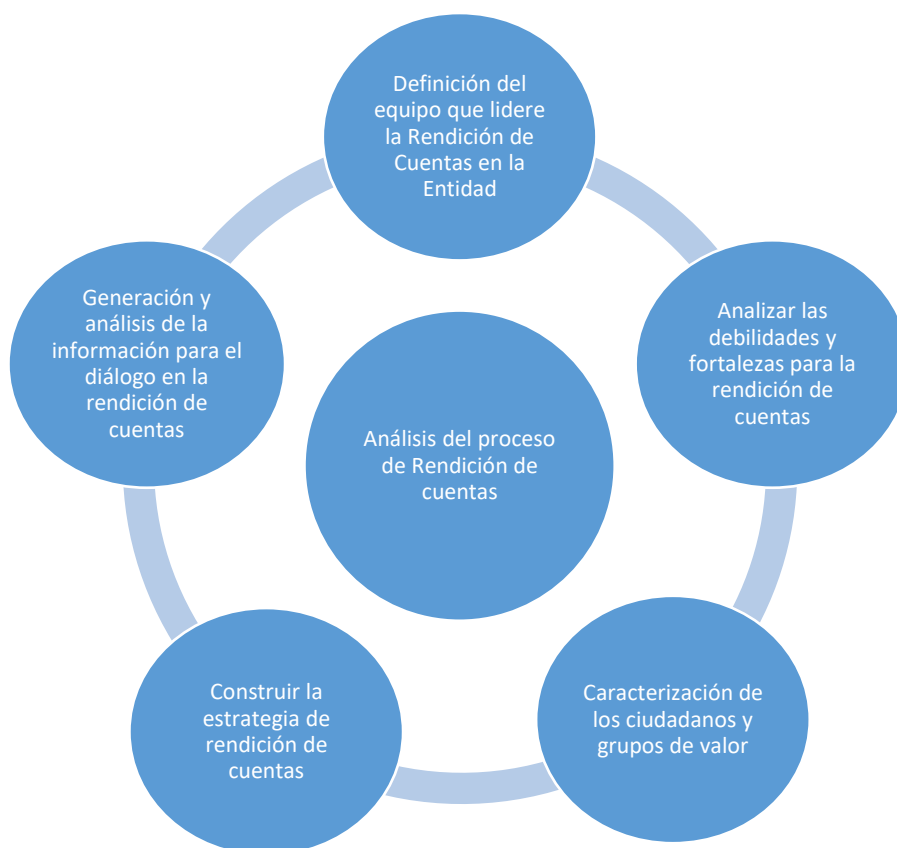 Definición del
equipo que lidere
la Rendición de
Cuentas en la
Entidad
Analizar las
debilidades y
fortalezas para la
rendición de
cuentas
Caracterización de
los ciudadanos y
grupos de valor
Construir la
estrategia de
rendición de
cuentas
Generación y
análisis de la
información para el
diálogo en la
rendición de
cuentas
Análisis del proceso
de Rendición de
cuentas